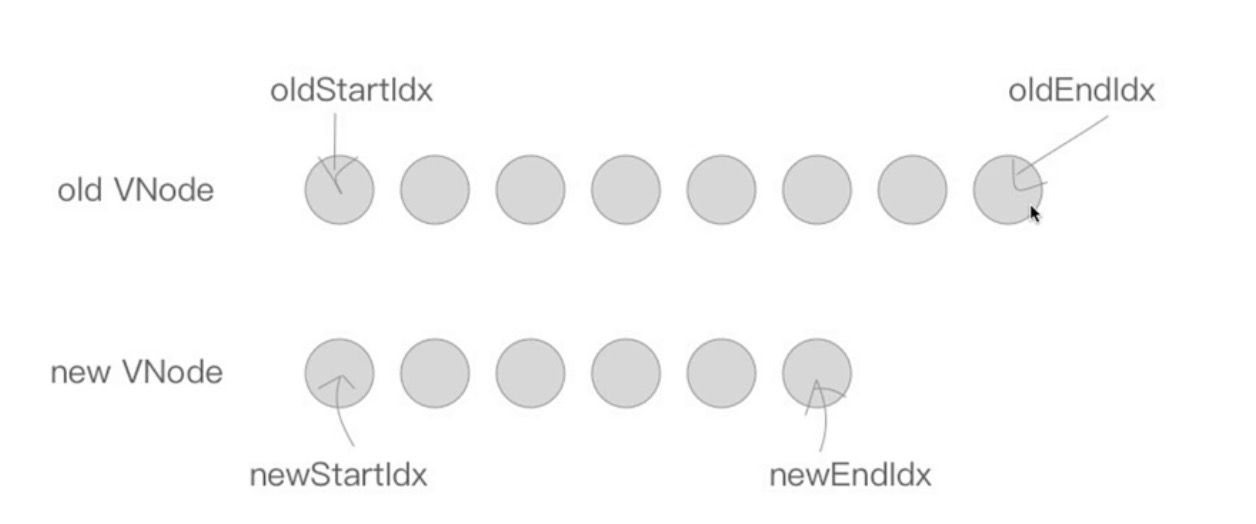 oldStartIdx
oldEndIdx
old VNode
new VNode
newStartIdx
newEndIdx